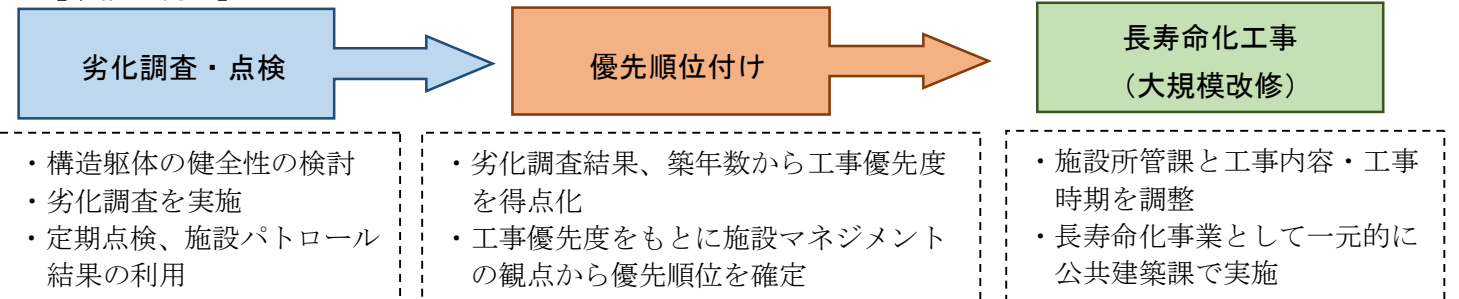 劣化調査・点検
優先順位付け
長寿命化工事
（大規模改修）
・構造躯体の健全性の検討
・劣化調査を実施
・定期点検、施設パトロール
結果の利用
・劣化調査結果、築年数から工事優先度
を得点化
・工事優先度をもとに施設マネジメント
の観点から優先順位を確定
・施設所管課と工事内容・工事
時期を調整
・長寿命化事業として一元的に
公共建築課で実施